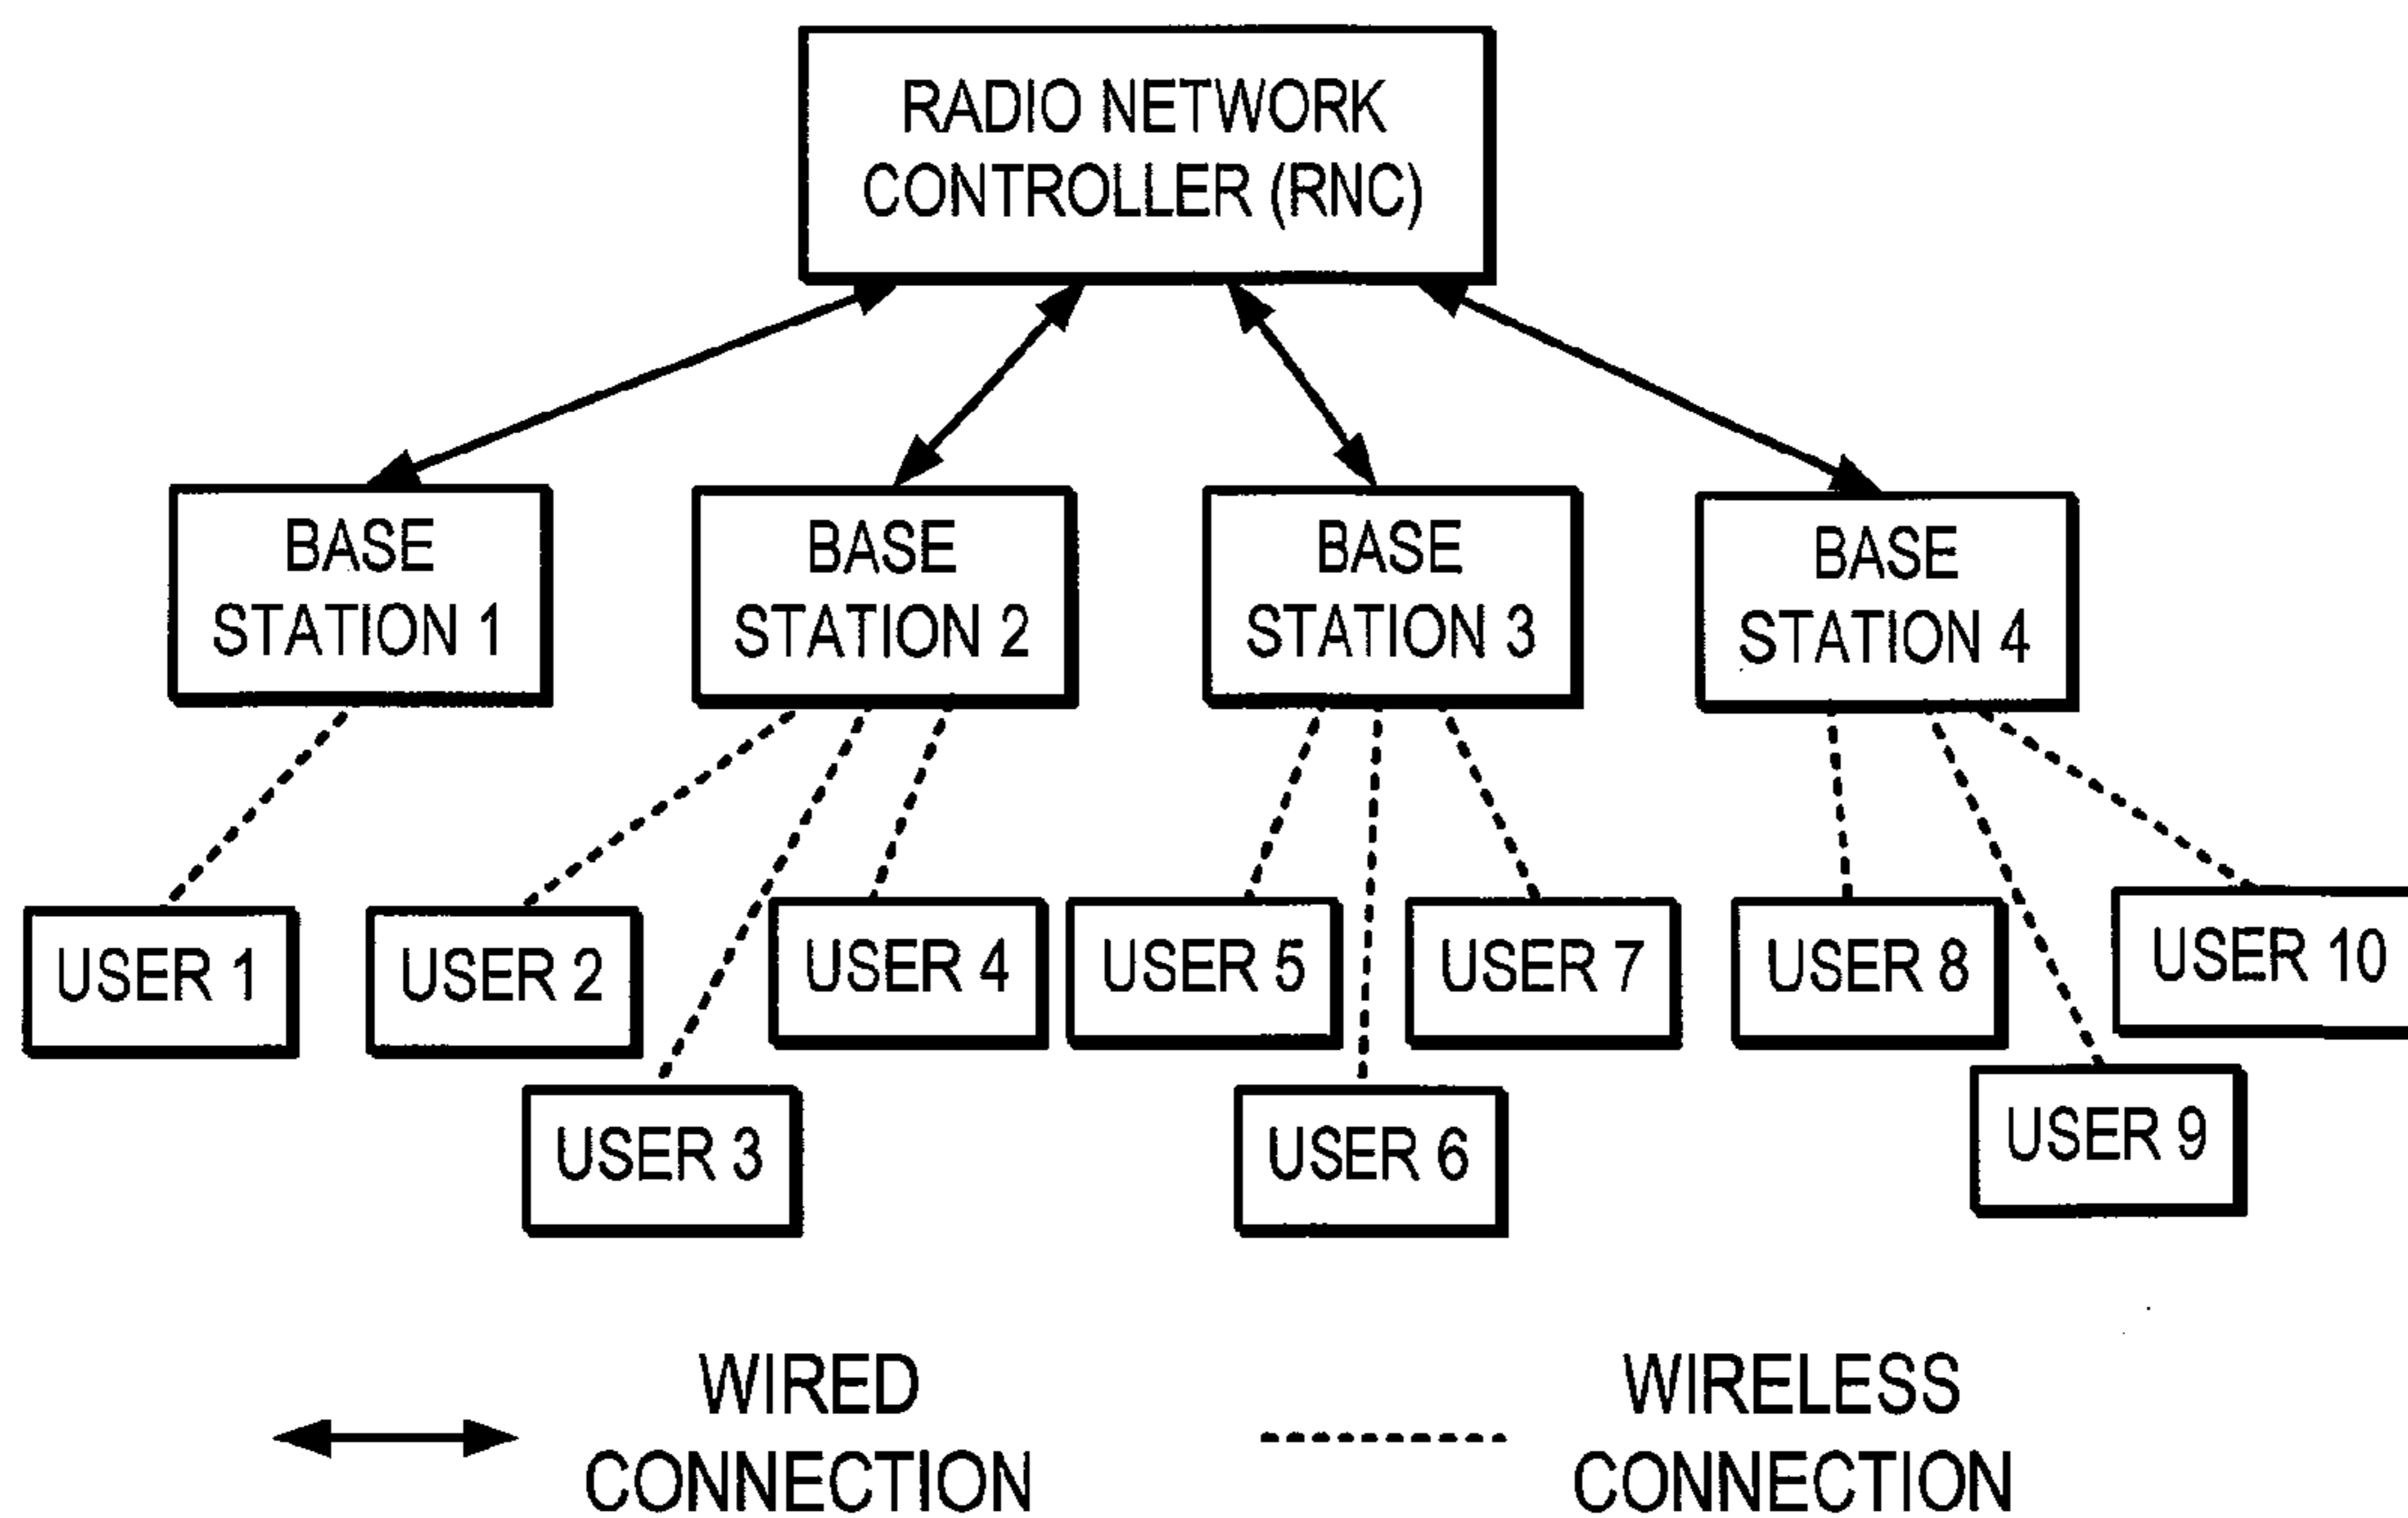 RADIO NETWORK
CONTROLLER (RNC)
BASE
STATION 1
BASE
STATION 2
BASE
STATION 3
BASE
STATION 4
USER 1
USER 2
USER 3
USER 4
USER 5
USER 6
USER 7
USER 8
USER 9
USER 10
WIRED
CONNECTION
WIRELESS
CONNECTION